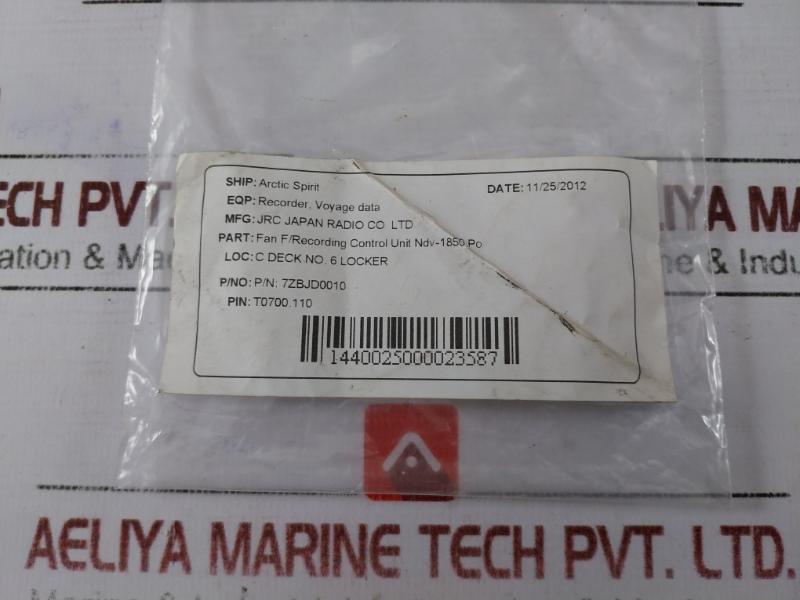 ECH PVT.
ELIYA MARI
ation & Ma
ne & Indu
SHIP: Arctic Spirit
DATE: 11/25/2012
EQP: Recorder, Voyage data
MFG: JRC JAPAN RADIO CO LTD
PART: Fan F/Recording Control Unit Ndv-1850 Po
LOC: C DECK NO. 6 LOCKER
P/NO: P/N: 7ZBJD0010
PIN: T0700.110
1440025000023587
AELIYA MARINE TECH PVT. LTD.